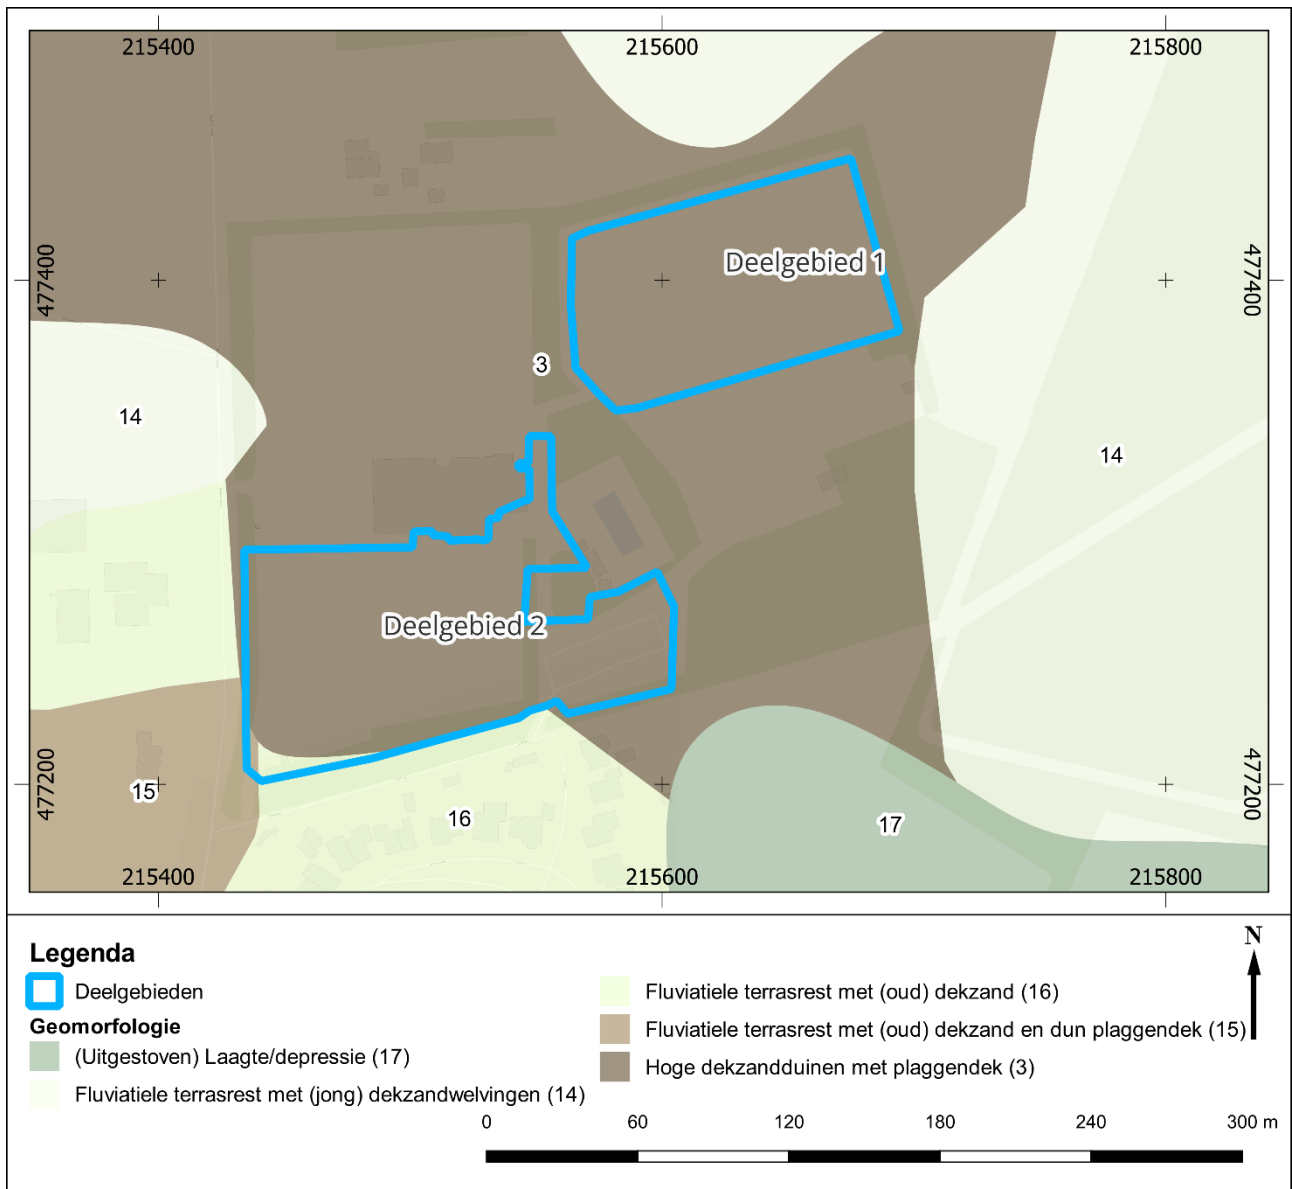 215400 215600 215800
477400 477400
Deelgebied 1
3
14
14
Deelgebied 2
477200 477200
15
16
17
215400 215600 215800
Legenda
N
Deelgebieden
Geomorfologie
(Uitgestoven) Laagte/depressie (17)
Fluviatiele terrasrest met (jong) dekzandwelvingen (14)
Fluviatiele terrasrest met (oud) dekzand (16)
Fluviatiele terrasrest met (oud) dekzand en dun plaggendek (15)
Hoge dekzandduinen met plaggendek (3)
0 60 120 180 240 300 m